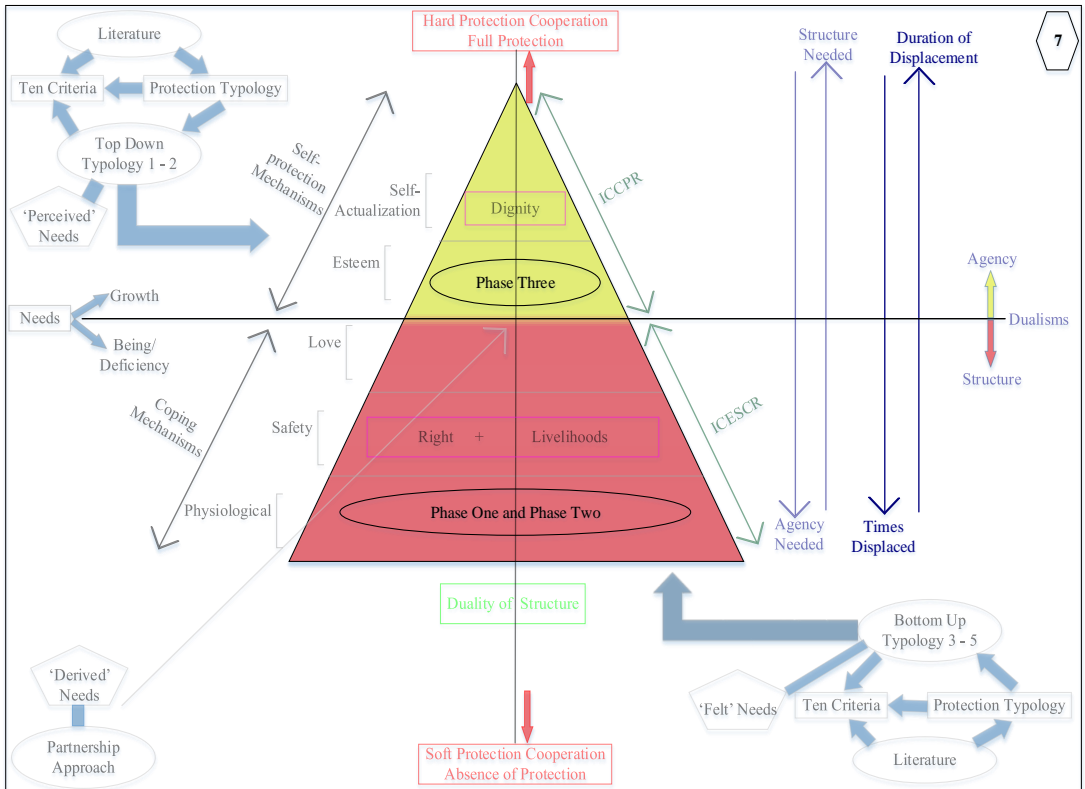 Hard Protection Cooperation
Full Protection
7
Literature
Ten Criteria
Protection Typology
Top Down
Typology 1 - 2
‘Perceived’
Needs
Self-
protection
Mechanisms
Self-
Actualization
Dignity
ICCPR
Structure
Needed
Duration of
Displacement
Esteem
Phase Three
Agency
Needs
Growth
Being/
Deficiency
Dualisms
Structure
Love
Coping
Mechanisms
Safety
Right + Livelihoods
ICESCR
Physiological
Phase One and Phase Two
Agency
Needed
Times
Displaced
Duality of Structure
Bottom Up
Typology 3 - 5
‘Derived’
Needs
‘Felt’ Needs
Ten Criteria
Protection Typology
Partnership
Approach
Soft Protection Cooperation
Absence of Protection
Literature